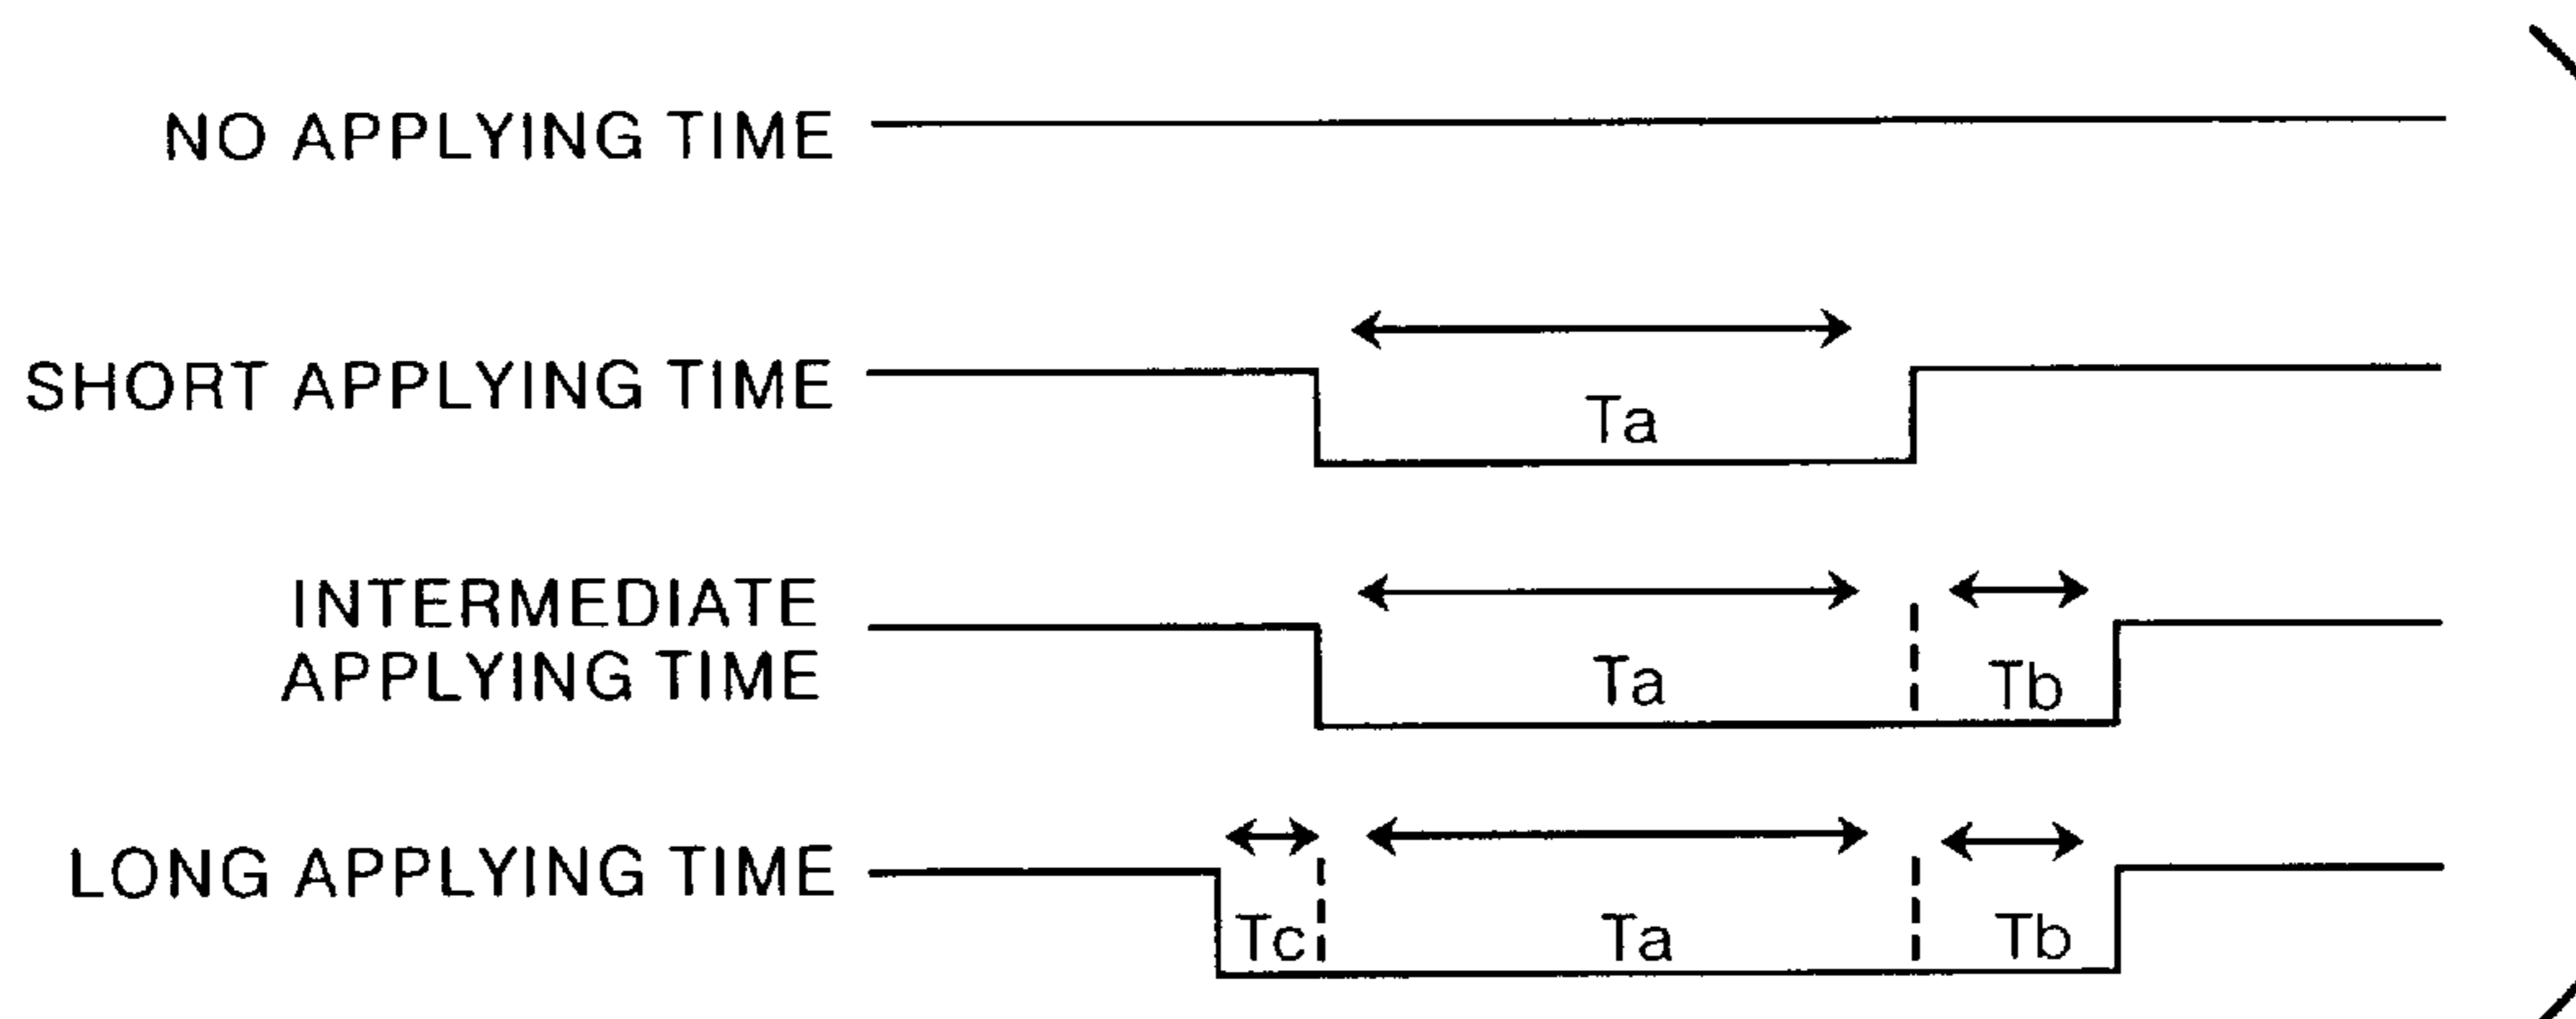 NO APPLYING TIME
SHORT APPLYING TIME
Ta
INTERMEDIATE
APPLYING TIME
Ta Tb
LONG APPLYING TIME
Tc Ta Tb